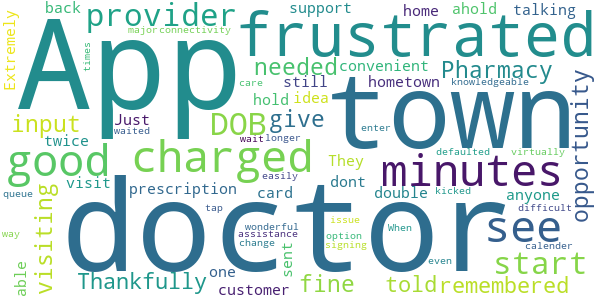 back
provider
support
home
ahold
talking
Extremely
major
connectivity
times
App
frustrated
needed
convenient
Pharmacy
still
hometown
knowledgeable
hold
idea
care
input
Just
waited
DOB
give
town
opportunity
twice
They
wait
longer
enter
good
charged
minutes
defaulted
virtually
easily
kicked
visit
prescription
card
dont
double
anyone
visiting
doctor
see
queue
tap
When
difficult
wonderful
issue
start
way
assistance
option
calender
change
signing
able
Thankfully
one
sent
fine
told
remembered
customer
even